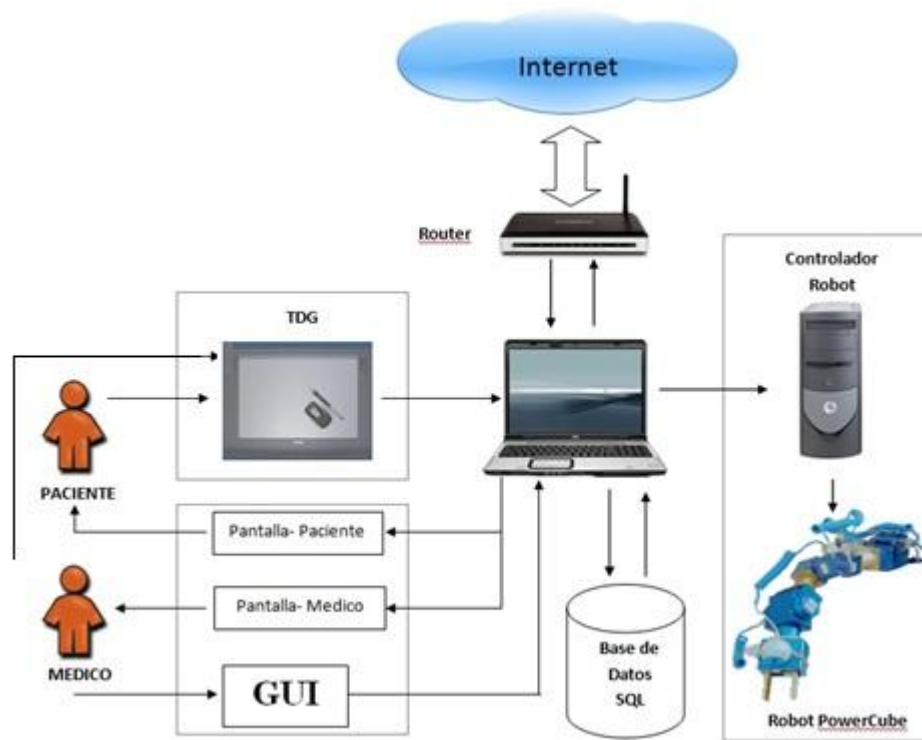 Internet
Router
Controlador
Robot
TDG
PACIENTE
Pantalla- Paciente
Pantalla- Medico
MEDICO
GUI
Base de
Datos
SQL
Robot PowerCube